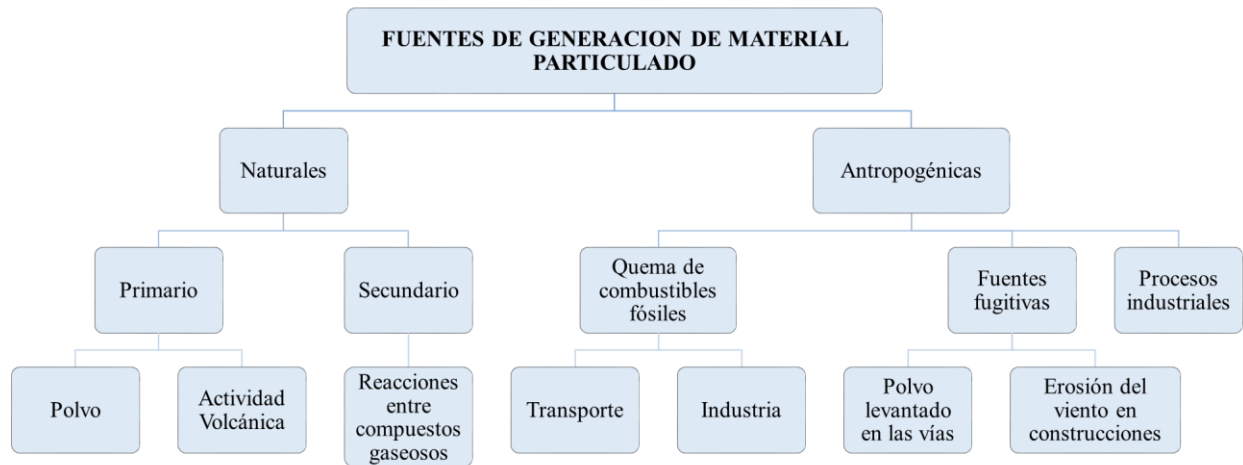 FUENTES DE GENERACION DE MATERIAL
PARTICULADO
Naturales
Antropogénicas
Primario
Secundario
Quema de
combustibles
fósiles
Fuentes
fugitivas
Procesos
industriales
Polvo
Actividad
Volcánica
Reacciones
entre
compuestos
gaseosos
Transporte
Industria
Polvo
levantado
en las vías
Erosión del
viento en
construcciones